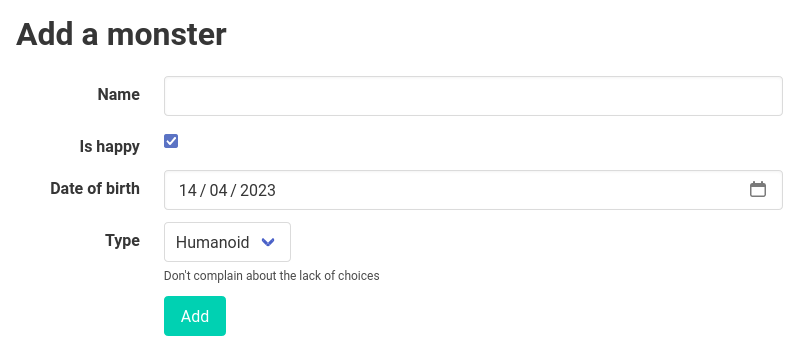 Add a monster
Name
Is happy
Date of birth 14 / 04 / 2023
Type Humanoid
Don't complain about the lack of choices
Add